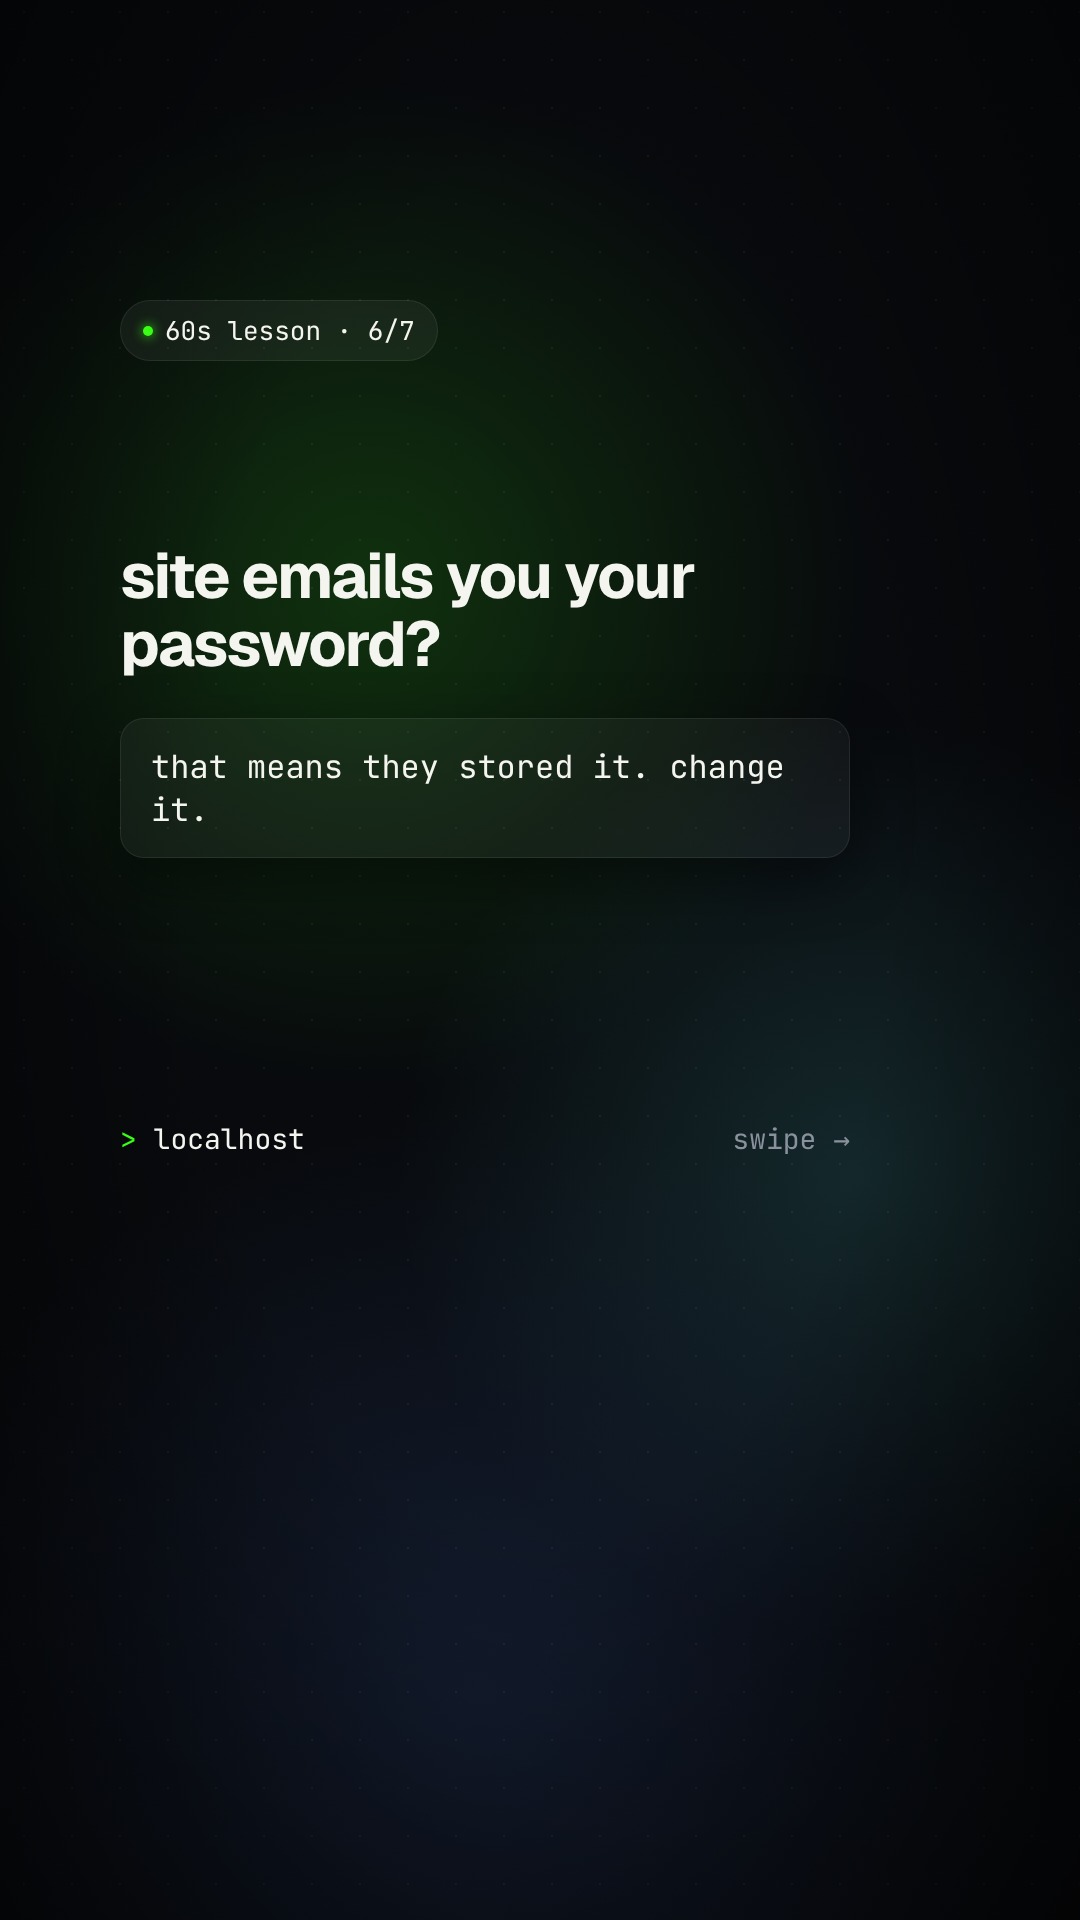 60s lesson · 6/7
site emails you your
password?
that means they stored it. change
it.
> localhost
swipe →